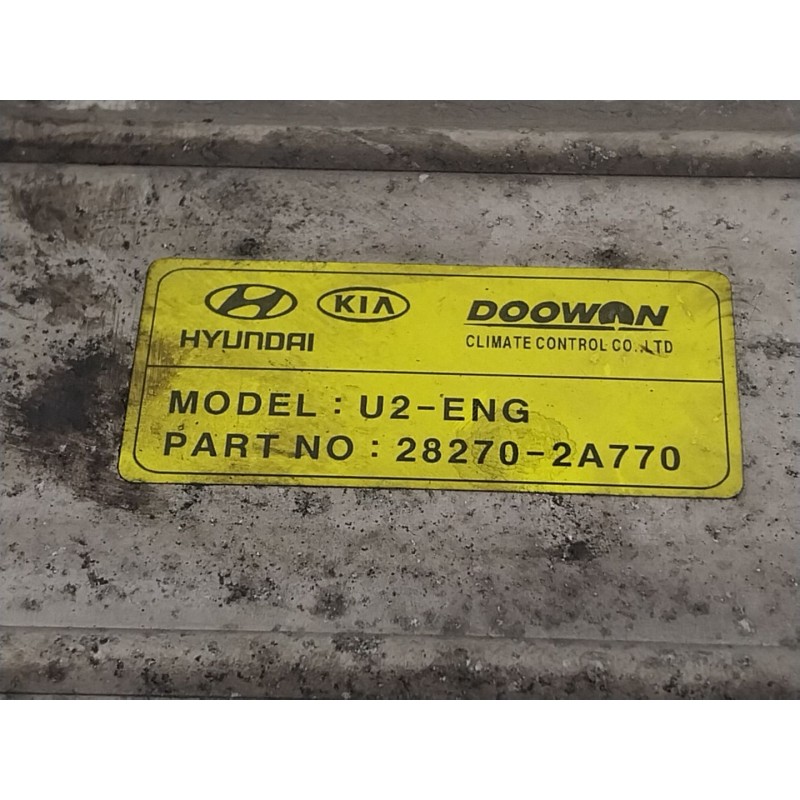 KIA
HYUNDAI
DOOWON
CLIMATE CONTROL CO.,LTD
MODEL : U2-ENG
PART NO : 28270-2A770